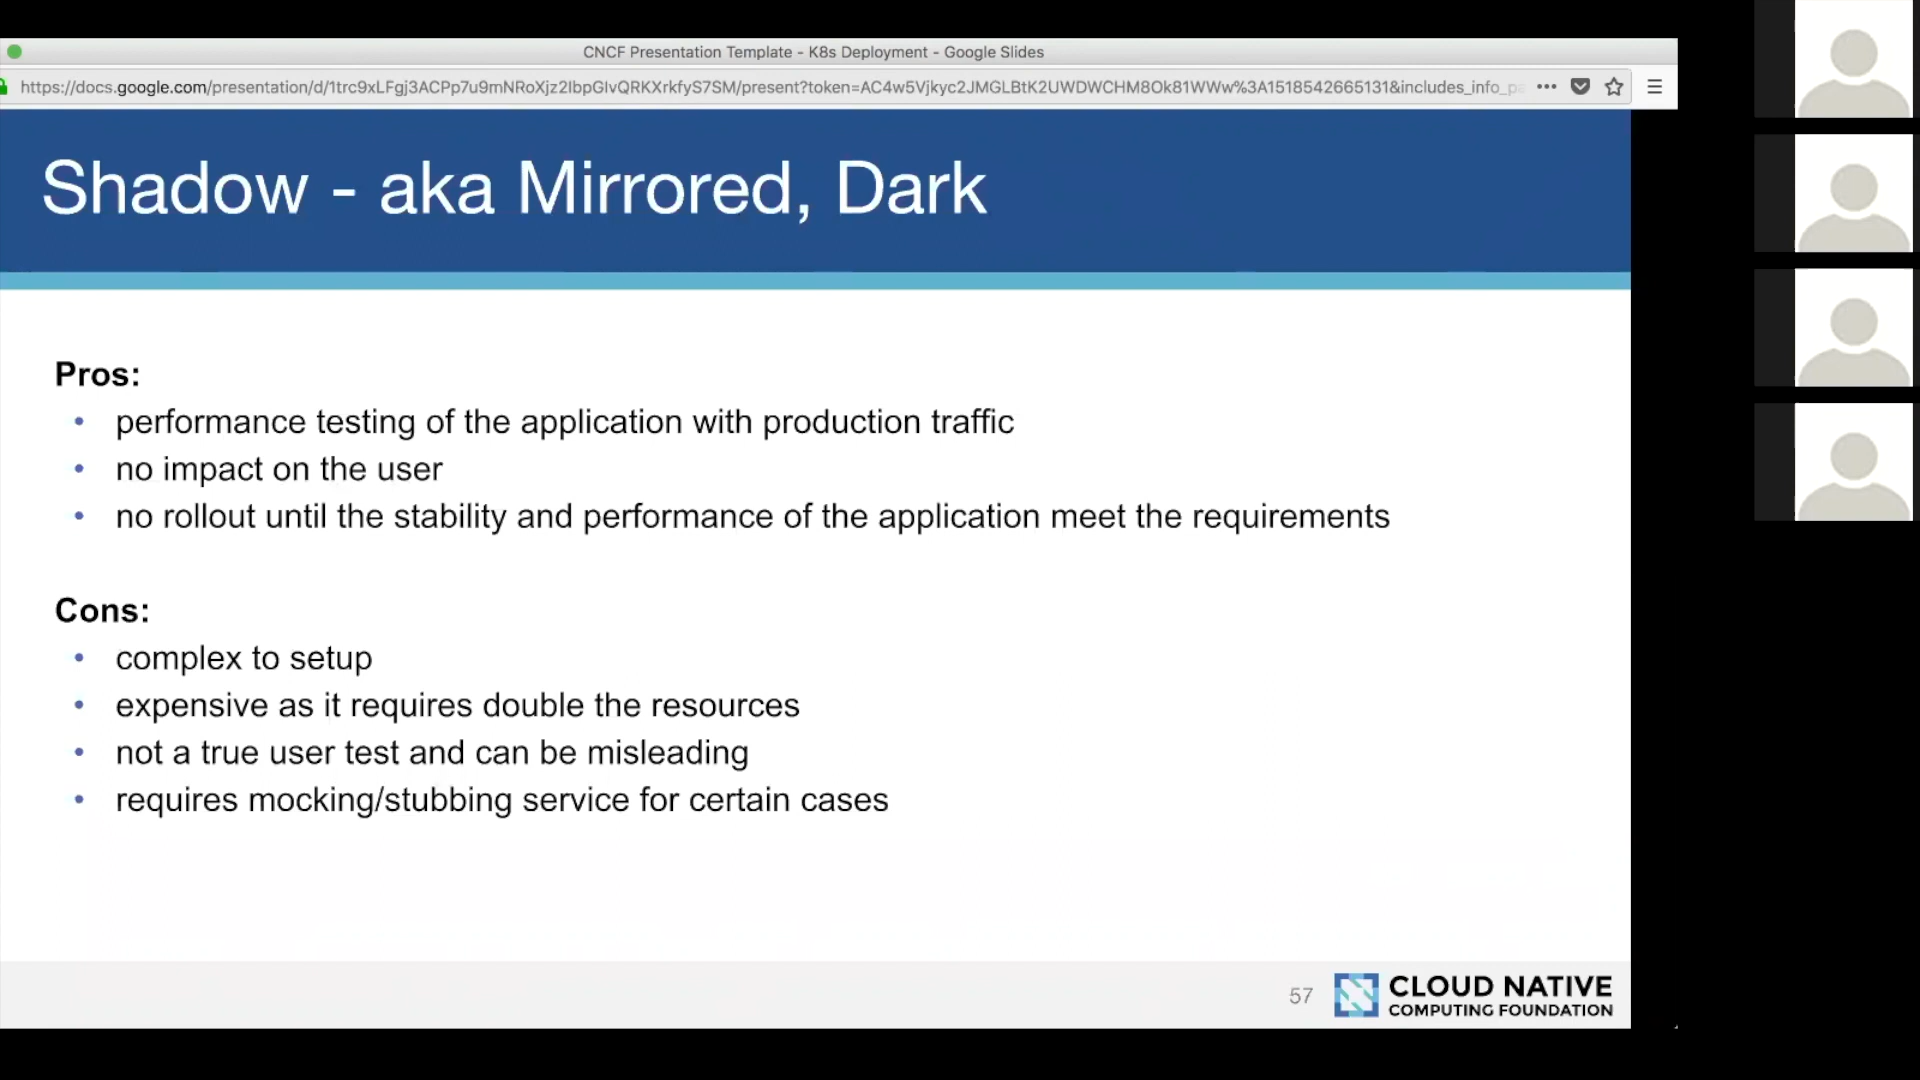 CNCF Presentation Template - K8s Deployment - Google Slides
https://docs.google.com/presentation/d/1trc9xLFgj3ACPp7u9mNRoXjz2IbpGIvQRKXrkfyS7SM/present?token=AC4w5Vjkyc2JMGLBtK2UWDWCHM8Ok81WWw%3A1518542665131&includes_info_pa
Shadow - aka Mirrored, Dark
Pros:
• performance testing of the application with production traffic
• no impact on the user
• no rollout until the stability and performance of the application meet the requirements
Cons:
• complex to setup
• expensive as it requires double the resources
• not a true user test and can be misleading
• requires mocking/stubbing service for certain cases
57
CLOUD NATIVE
COMPUTING FOUNDATION